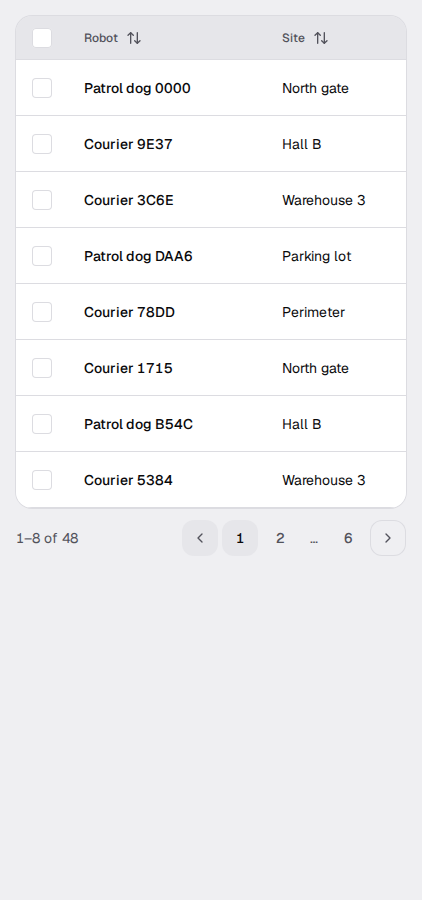 Robot Site
Patrol dog 0000 North gate
Courier 9E37 Hall B
Courier 3C6E Warehouse 3
Patrol dog DAA6 Parking lot
Courier 78DD Perimeter
Courier 1715 North gate
Patrol dog B54C Hall B
Courier 5384 Warehouse 3
1–8 of 48 1 2 … 6